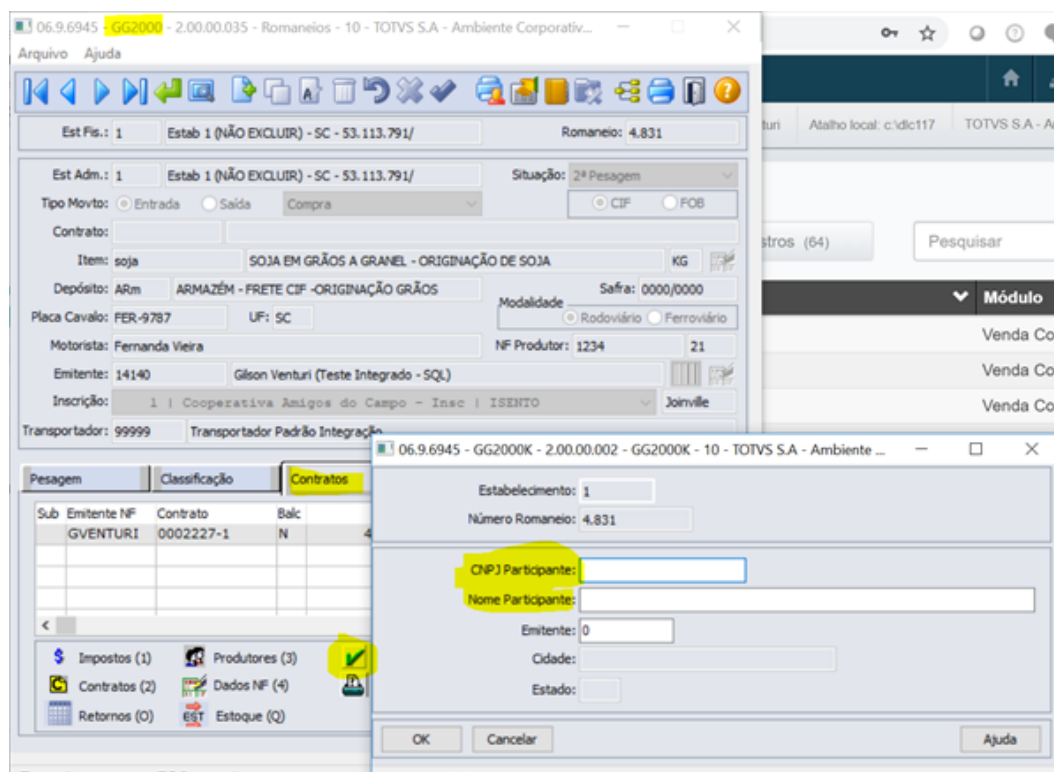 06.9.6945 - GG2000 - 2.00.00.035 - Romaneios - 10 - TOTVS S.A - Ambiente Corporativ...
Arquivo Ajuda
Est Fis.: 1 Estab 1 (NÃO EXCLUIR) - SC - 53.113.791/ Romaneio: 4.831
Est Adm.: 1 Estab 1 (NÃO EXCLUIR) - SC - 53.113.791/ Situação: 2ª Pesagem
Tipo Movto: Entrada Saída Compra CIF FOB
Contrato:
Item: soja SOJA EM GRÃOS A GRANEL - ORIGINAÇÃO DE SOJA KG
Depósito: ARm ARMAZÉM - FRETE CIF -ORIGINAÇÃO GRÃOS Safra: 0000/0000
Modalidade
Placa Cavalo: FER-9787 UF: SC Rodoviário Ferroviário
Motorista: Fernanda Vieira NF Produtor: 1234 21
Emitente: 14140 Gilson Venturi (Teste Integrado - SQL)
Inscrição: 1 | Cooperativa Amigos do Campo - Insc | ISENTO Joinville
Transportador: 99999 Transportador Padrão Integração
Pesagem Classificação Contratos
Sub Emitente NF Contrato Balc
GVENTURI 0002227-1 N 4
Impostos (1) Produtores (3)
Contratos (2) Dados NF (4)
Retornos (O) Estoque (Q)
EST
06.9.6945 - GG2000K - 2.00.00.002 - GG2000K - 10 - TOTVS S.A - Ambiente ...
Estabelecimento: 1
Número Romaneio: 4.831
CNPJ Participante:
Nome Participante:
Emitente: 0
Cidade:
Estado:
OK Cancelar Ajuda
turi Atalho local: c:\dlc117 TOTVS S.A - A
stros (64) Pesquisar
Módulo
Venda Co
Venda Co
Venda Co